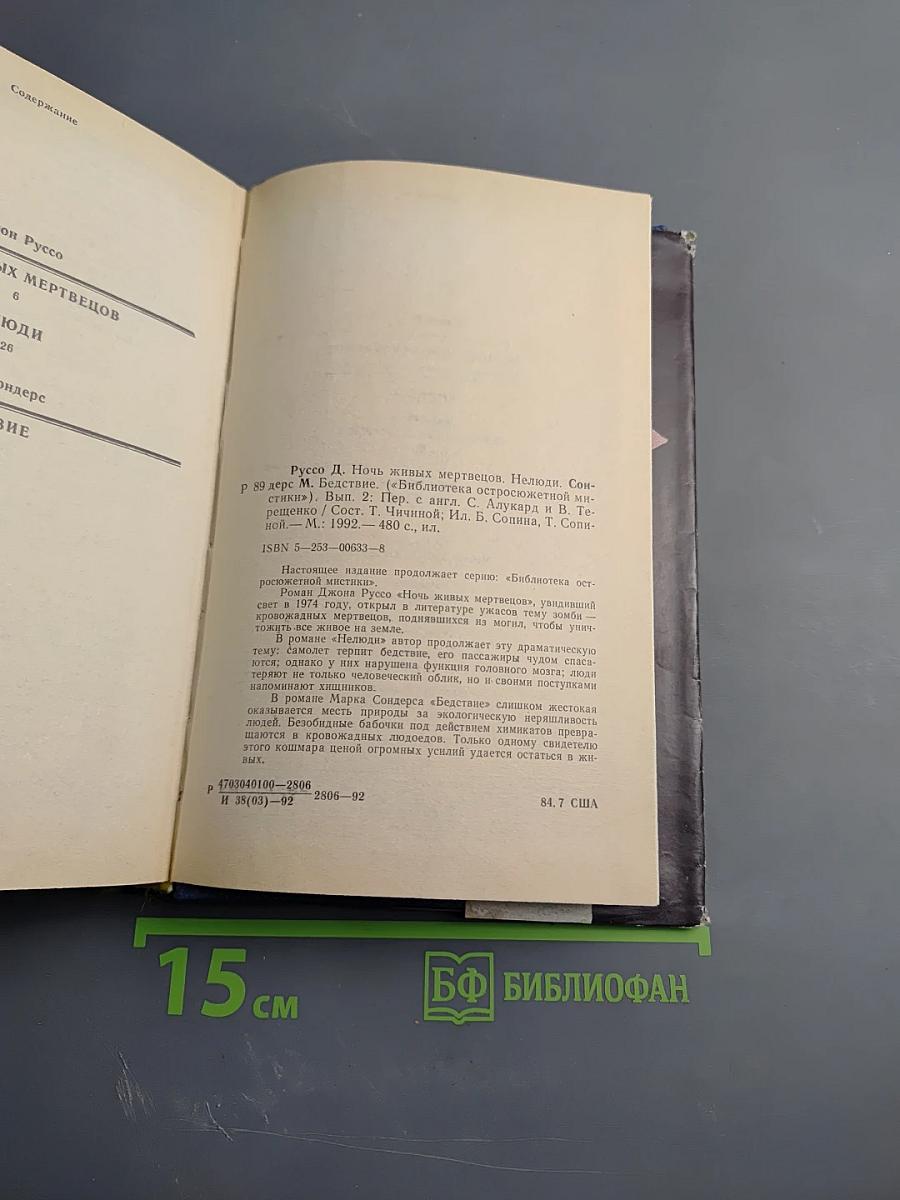 Содержание
он Руссо
ЫХ МЕРТВЕЦОВ
6
ЛЮДИ
26
ондерс
ВИЕ
Руссо Д. Ночь живых мертвецов. Нелюди. Сон-
Р 89 дерс М. Бедствие. («Библиотека остросюжетной ми-
стики»). Вып. 2: Пер. с англ. С. Алукард и В. Те-
рещенко / Сост. Т. Чичиной; Ил. Б. Сопина, Т. Сопи-
ной.— М.: 1992.— 480 с., ил.
ISBN 5—253—00633—8
Настоящее издание продолжает серию: «Библиотека ост-
росюжетной мистики».
Роман Джона Руссо «Ночь живых мертвецов», увидивший
свет в 1974 году, открыл в литературе ужасов тему зомби —
кровожадных мертвецов, поднявшихся из могил, чтобы унич-
тожить все живое на земле.
В романе «Нелюди» автор продолжает эту драматическую
тему: самолет терпит бедствие, его пассажиры чудом спаса-
ются; однако у них нарушена функция головного мозга; люди
теряют не только человеческий облик, но и своими поступками
напоминают хищников.
В романе Марка Сондерса «Бедствие» слишком жестокая
оказывается месть природы за экологическую неряшливость
людей. Безобидные бабочки под действием химикатов превра-
щаются в кровожадных людоедов. Только одному свидетелю
этого кошмара ценой огромных усилий удается остаться в жи-
вых.
Р 4703040100—2806
И 38(03)—92 2806—92
84.7 США
15 СМ
БФ БИБЛИОФАН